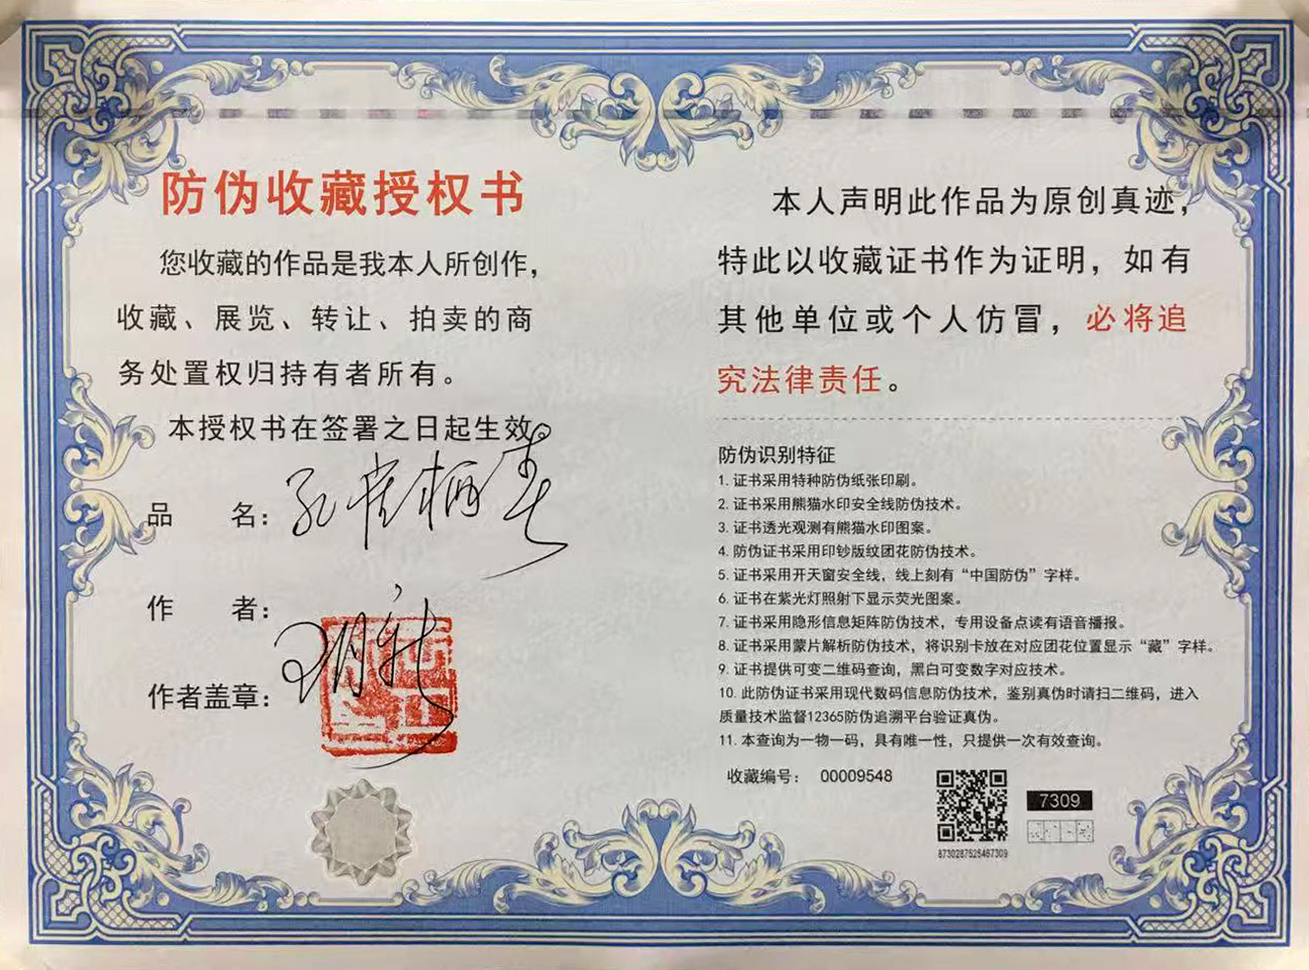 防伪收藏授权书
您收藏的作品是我本人所创作，
收藏、展览、转让、拍卖的商
务处置权归持有者所有。
本授权书在签署之日起生效。
品 名：
作 者：
作者盖章：
本人声明此作品为原创真迹，
特此以收藏证书作为证明，如有
其他单位或个人仿冒，必将追
究法律责任。
防伪识别特征
1. 证书采用特种防伪纸张印刷。
2. 证书采用熊猫水印安全线防伪技术。
3. 证书透光观测有熊猫水印图案。
4. 防伪证书采用印钞版纹团花防伪技术。
5. 证书采用开天窗安全线，线上刻有“中国防伪”字样。
6. 证书在紫光灯照射下显示荧光图案。
7. 证书采用隐形信息矩阵防伪技术，专用设备点读有语音播报。
8. 证书采用蒙片解析防伪技术，将识别卡放在对应团花位置显示“藏”字样。
9. 证书提供可变二维码查询，黑白可变数字对应技术。
10. 此防伪证书采用现代数码信息防伪技术，鉴别真伪时请扫二维码，进入
质量技术监督12365防伪追溯平台验证真伪。
11. 本查询为一物一码，具有唯一性，只提供一次有效查询。
收藏编号： 00009548
7309
8730287525467309